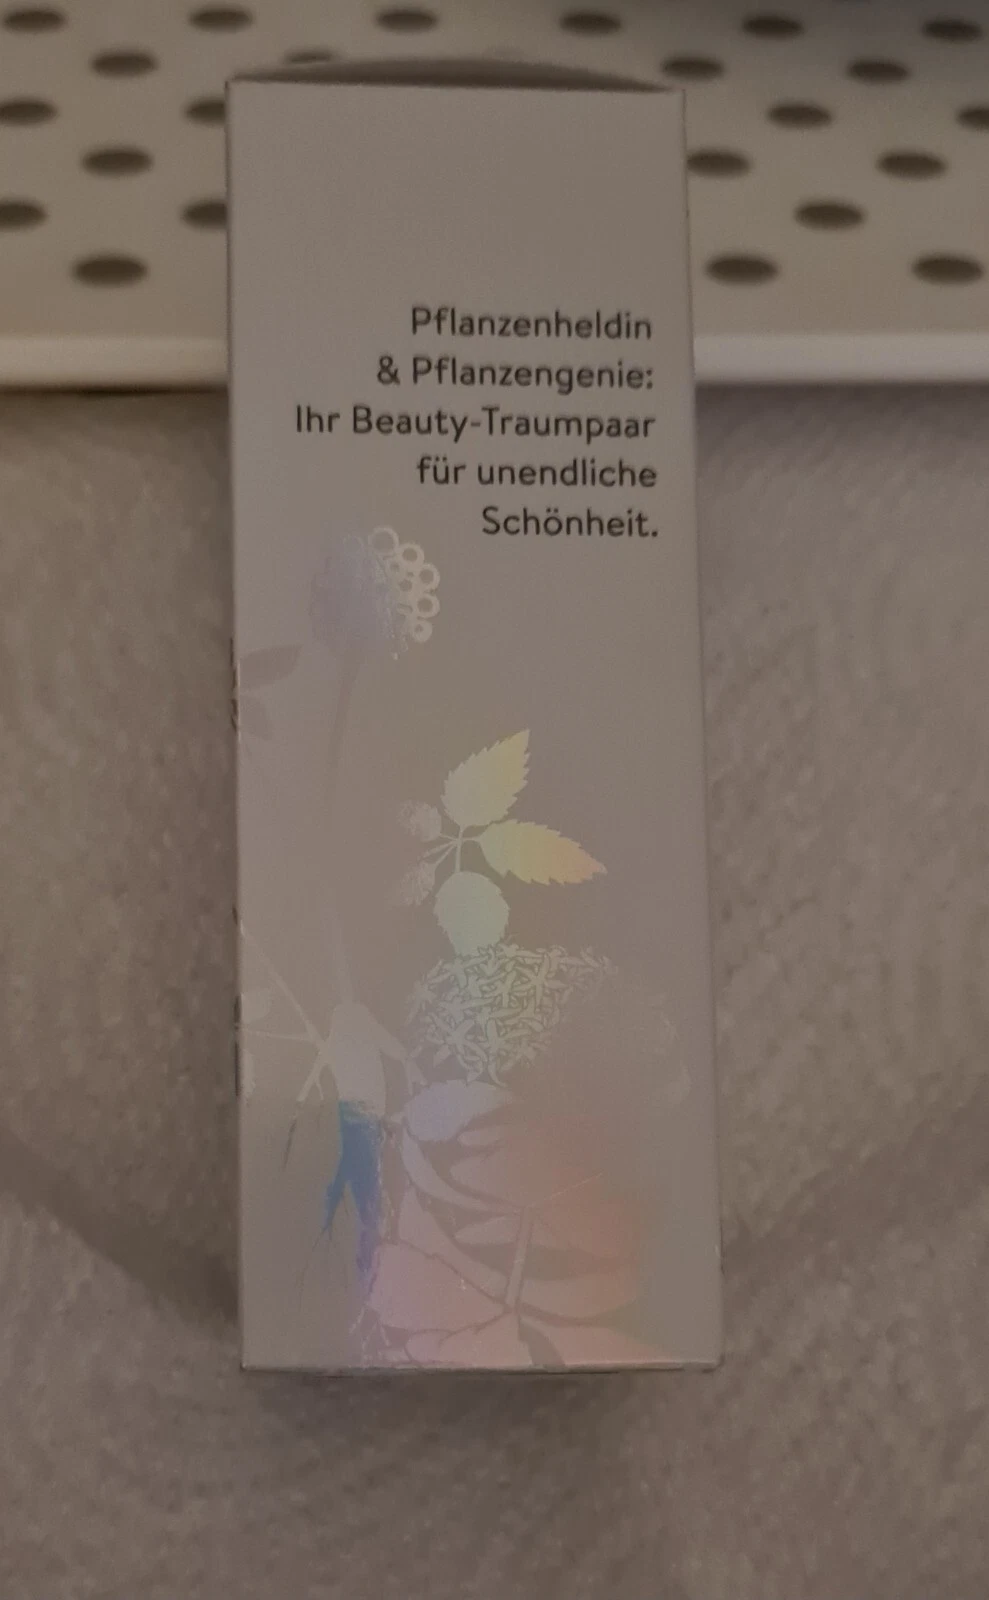 Pflanzenheldin
& Pflanzengenie:
Ihr Beauty-Traumpaar
für unendliche
Schönheit.